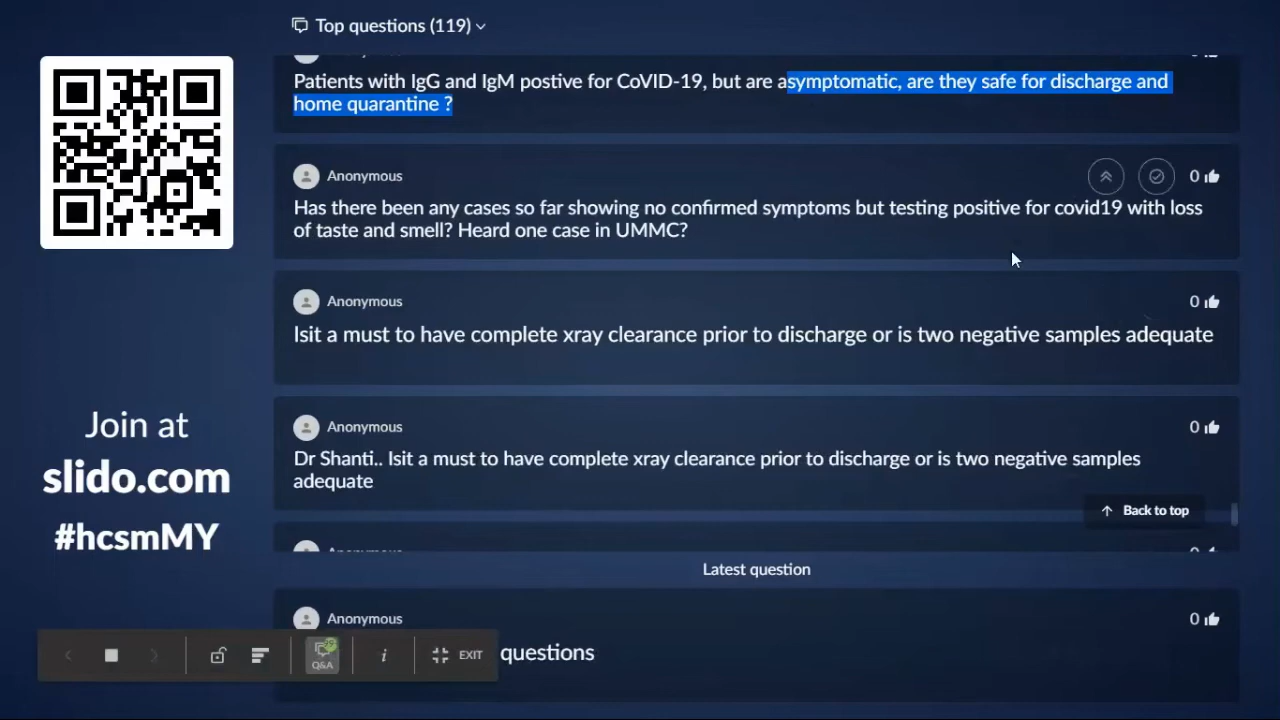 Top questions (119)
Patients with IgG and IgM postive for CoVID-19, but are asymptomatic, are they safe for discharge and
home quarantine ?
Anonymous
0
Has there been any cases so far showing no confirmed symptoms but testing positive for covid19 with loss
of taste and smell? Heard one case in UMMC?
Anonymous
0
Isit a must to have complete xray clearance prior to discharge or is two negative samples adequate
Anonymous
0
Dr Shanti.. Isit a must to have complete xray clearance prior to discharge or is two negative samples
adequate
Back to top
Join at
slido.com
#hcsmMY
Latest question
Anonymous
0
questions
Q&A
i
EXIT